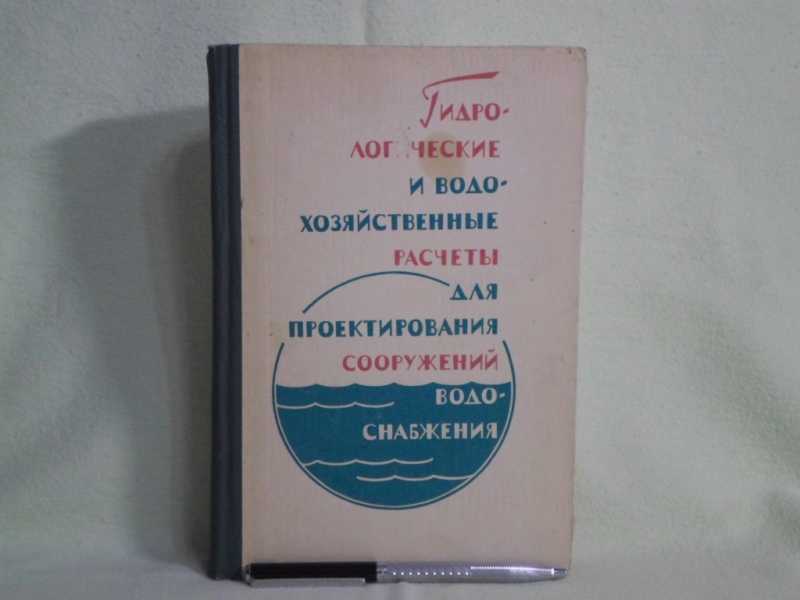 Гидро-
логические
и водо-
хозяйственные
расчеты
для
проектирования
сооружений
водо-
снабжения